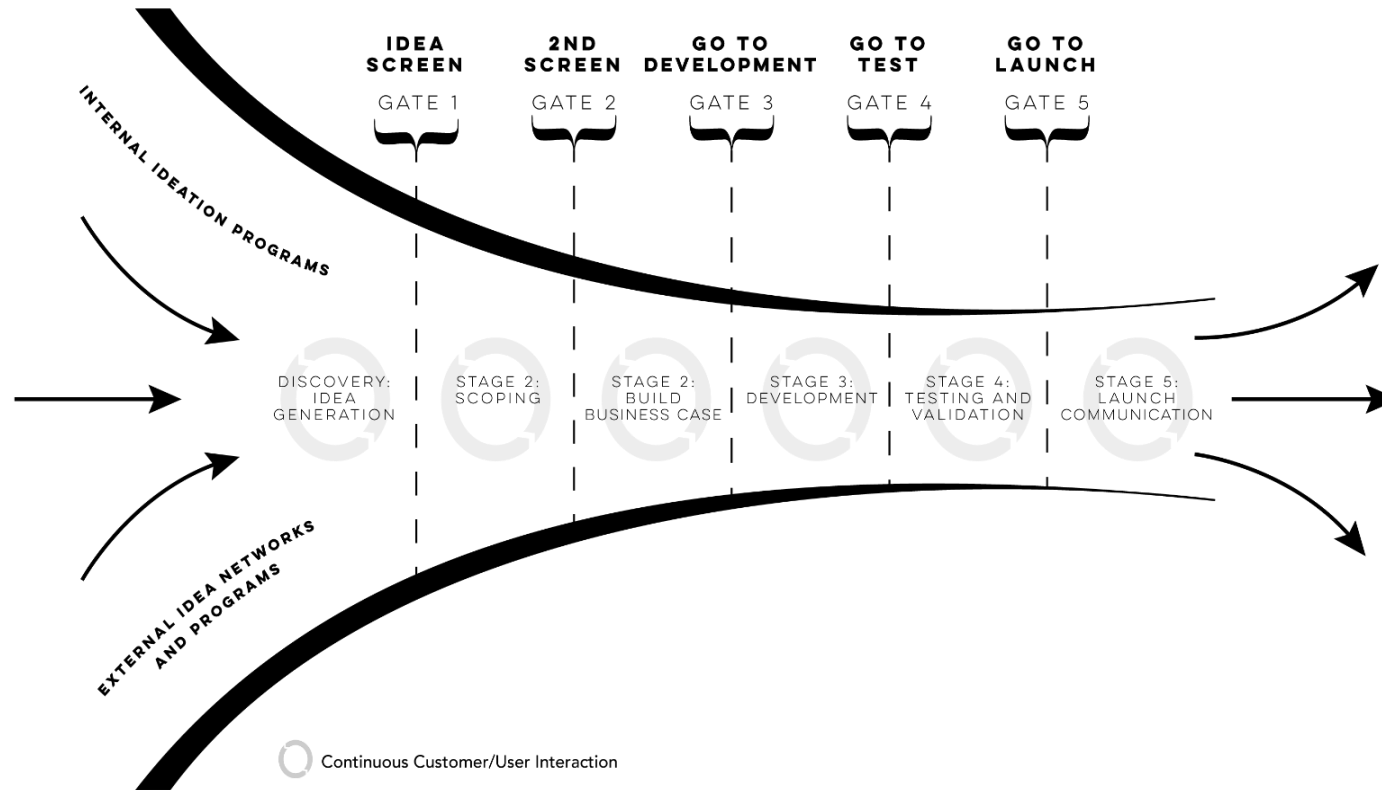 IDEA
SCREEN
GATE 1
2ND
SCREEN
GATE 2
GO TO
DEVELOPMENT
GATE 3
GO TO
TEST
GATE 4
GO TO
LAUNCH
GATE 5
INTERNAL IDEATION PROGRAMS
DISCOVERY:
IDEA
GENERATION
STAGE 2:
SCOPING
STAGE 2:
BUILD
BUSINESS CASE
STAGE 3:
DEVELOPMENT
STAGE 4:
TESTING AND
VALIDATION
STAGE 5:
LAUNCH
COMMUNICATION
EXTERNAL IDEA NETWORKS
AND PROGRAMS
Continuous Customer/User Interaction